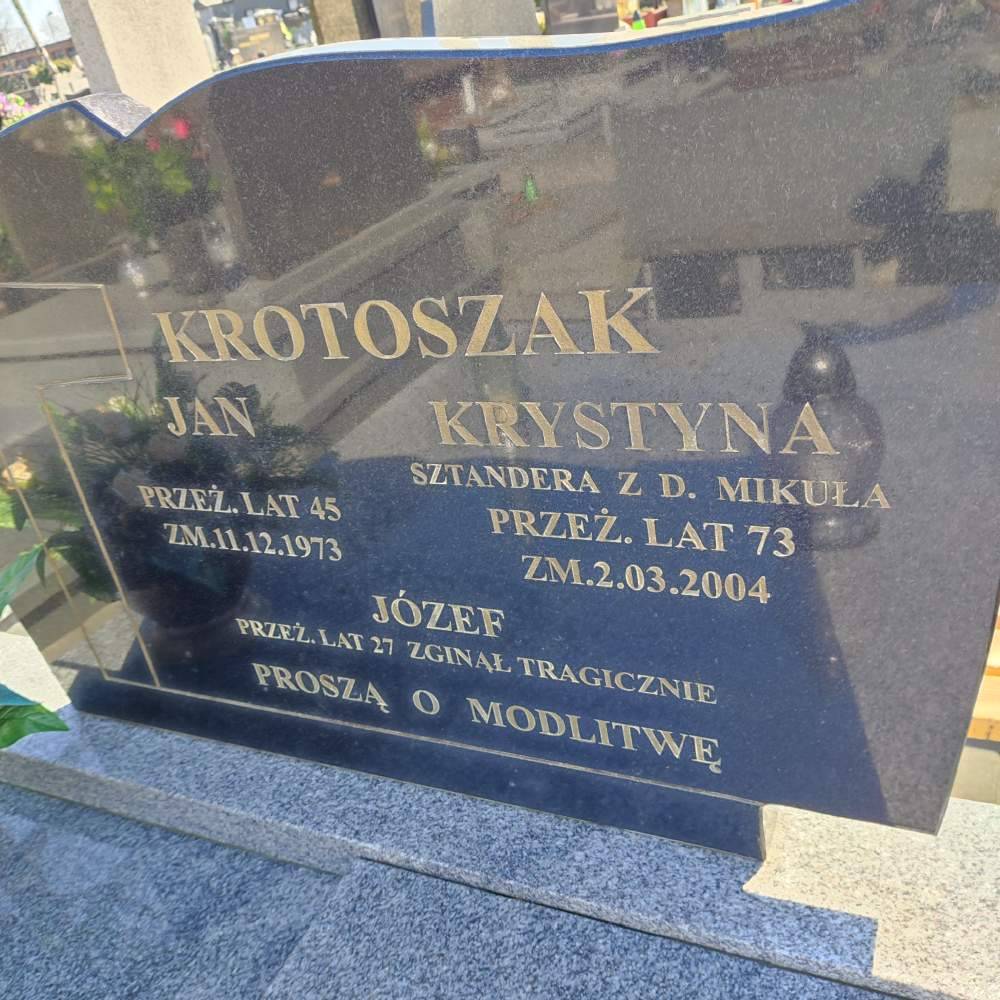 KROTOSZAK
JAN
PRZEŻ. LAT 45
ZM.11.12.1973
KRYSTYNA
SZTANDERA Z D. MIKUŁA
PRZEŻ. LAT 73
ZM.2.03.2004
JÓZEF
PRZEŻ. LAT 27 ZGINĄŁ TRAGICZNIE
PROSZĄ O MODLITWĘ